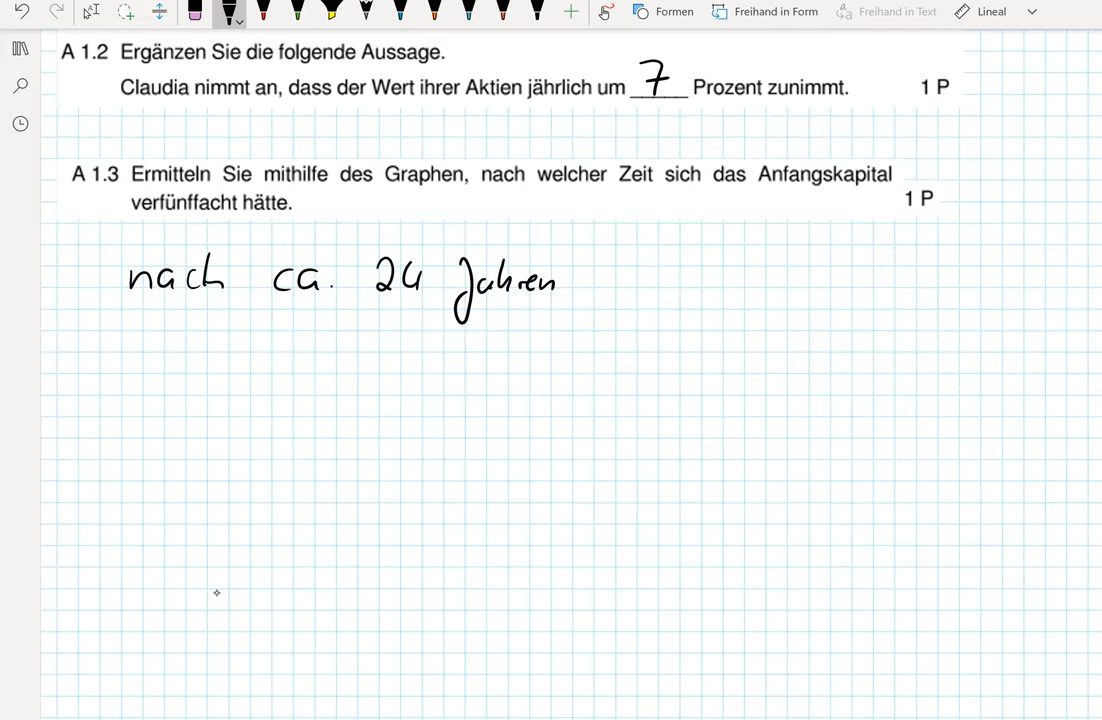 Formen Freihand in Form Freihand in Text Lineal
A 1.2 Ergänzen Sie die folgende Aussage.
Claudia nimmt an, dass der Wert ihrer Aktien jährlich um 7 Prozent zunimmt. 1 P
A 1.3 Ermitteln Sie mithilfe des Graphen, nach welcher Zeit sich das Anfangskapital
verfünffacht hätte. 1 P
nach ca. 24 Jahren